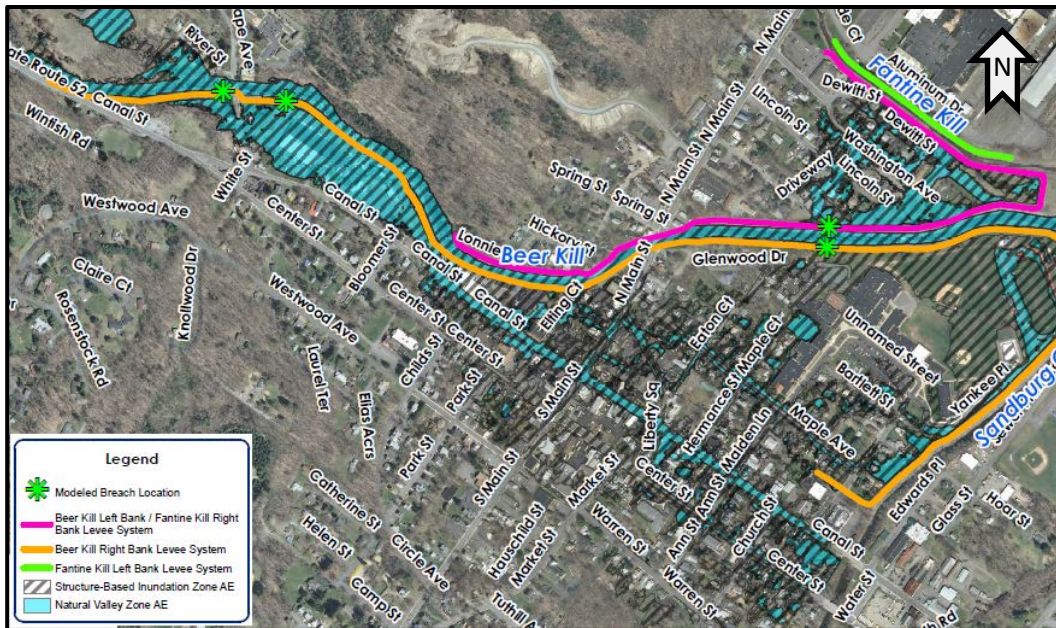 River St
ape Ave
ate Route 52
Canal St
Wintish Rd
White St
Westwood Ave
Center St
Canal St
Claire Ct
Knollwood Dr
Rosenstock Rd
Bloomer St
Westwood Ave
Laurel Ter
Elias Acrs
Lonnie
Beer Kill
Hickory St
Spring St
Spring St
N Main St
N Main St
N Main St
N Main St
Lincoln St
Driveway
de Ct
Aluminum Dr
Fantine Kill
Dewitt St
Dewitt St
Washington Ave
Lincoln St
N
Glenwood Dr
Canal St
Canal St
Elting Ct
Center St
Center St
Childs St
Park St
Park St
S Main St
S Main St
Easton Ct
Liberty Sq
Hermance St
Maple Ct
Maiden Ln
Maple Ave
Unnamed Street
Bartlett St
Yankee Pl
Sandburg
Edwards Pl
Glass St
Hoar St
Market St
Market St
Hauschild St
Center St
Ann St
Church St
Canal St
Center St
Water St
Warren St
Warren St
Catherine St
Helen St
Circle Ave
Camp St
Tuthill A
th Rd
Legend
Modeled Breach Location
Beer Kill Left Bank / Fantine Kill Right
Bank Levee System
Beer Kill Right Bank Levee System
Fantine Kill Left Bank Levee System
Structure-Based Inundation Zone AE
Natural Valley Zone AE